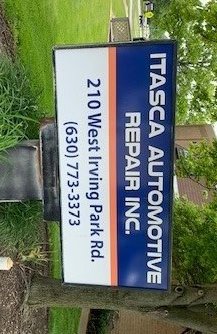 ITASCA AUTOMOTIVE
REPAIR INC.
210 West Irving Park Rd.
(630) 773-3373